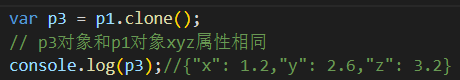 var p3 = p1.clone();
// p3对象和p1对象xyz属性相同
console.log(p3);//{"x": 1.2,"y": 2.6,"z": 3.2}